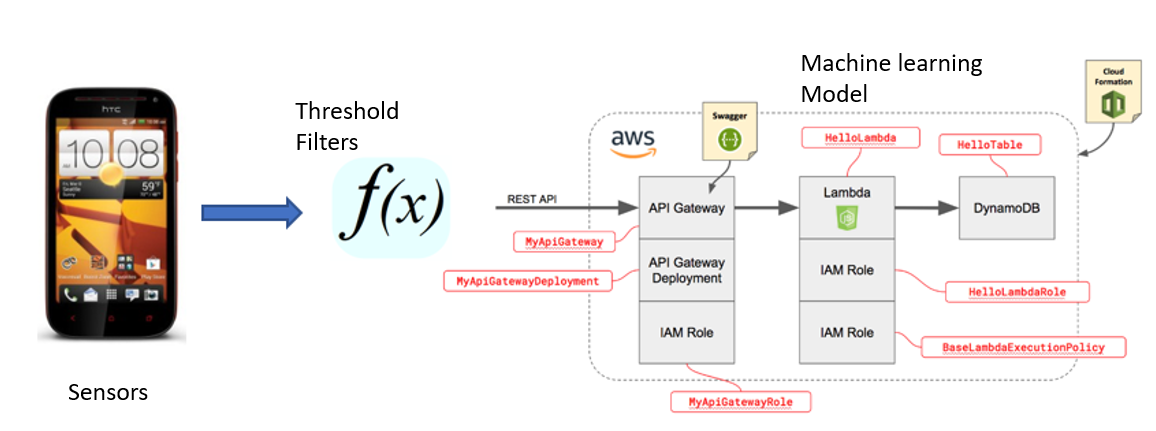 Machine learning
Model
Cloud
Formation
Threshold
Filters
f(x)
htc
10 08
59°
Sensors
aws
Swagger
HelloLambda
HelloTable
REST API
API Gateway
Lambda
DynamoDB
MyApiGateway
API Gateway
Deployment
IAM Role
MyApiGatewayDeployment
HelloLambdaRole
IAM Role
IAM Role
BaseLambdaExecutionPolicy
MyApiGatewayRole